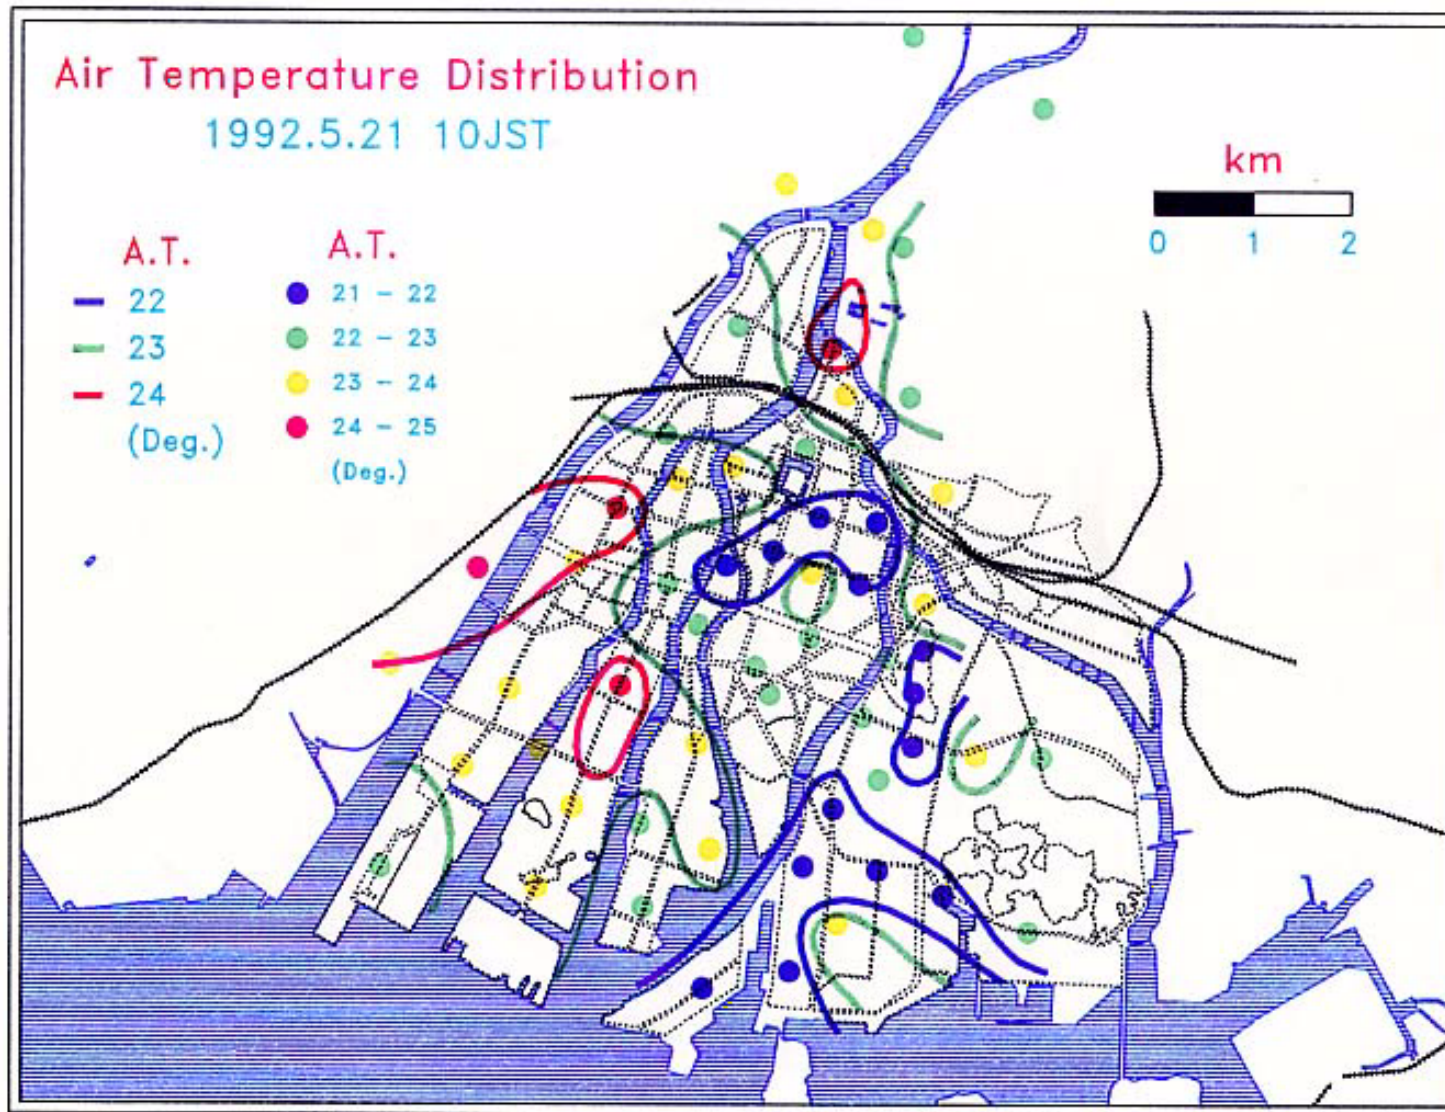 Air Temperature Distribution
1992.5.21 10JST
km
0 1 2
A.T.
22
23
24
(Deg.)
A.T.
21 - 22
22 - 23
23 - 24
24 - 25
(Deg.)